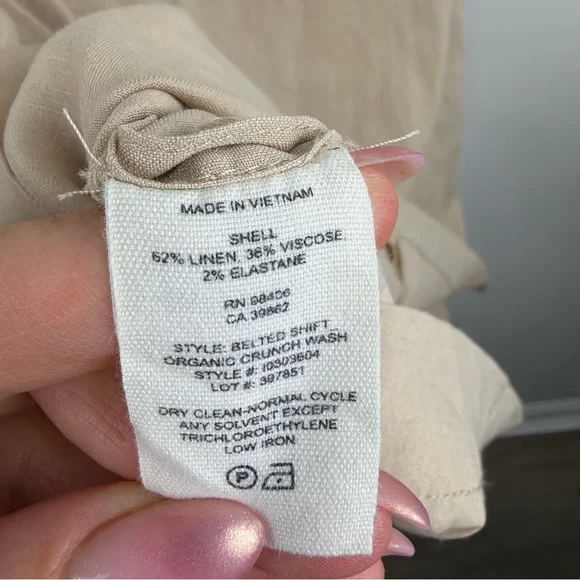 MADE IN VIETNAM
SHELL
62% LINEN, 36% VISCOSE,
2% ELASTANE
RN 98406
CA 39862
STYLE: BELTED SHIFT
ORGANIC CRUNCH WASH
STYLE #: I0303604
LOT #: 397851
DRY CLEAN-NORMAL CYCLE
ANY SOLVENT EXCEPT
TRICHLOROETHYLENE
LOW IRON
P